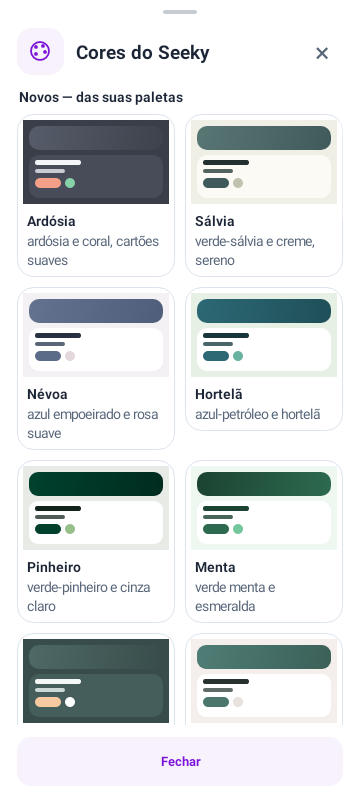 Cores do Seeky
Novos — das suas paletas
Ardósia
ardósia e coral, cartões
suaves
Sálvia
verde-sálvia e creme,
sereno
Névoa
azul empoeirado e rosa
suave
Hortelã
azul-petróleo e hortelã
Pinheiro
verde-pinheiro e cinza
claro
Menta
verde menta e
esmeralda
Fechar